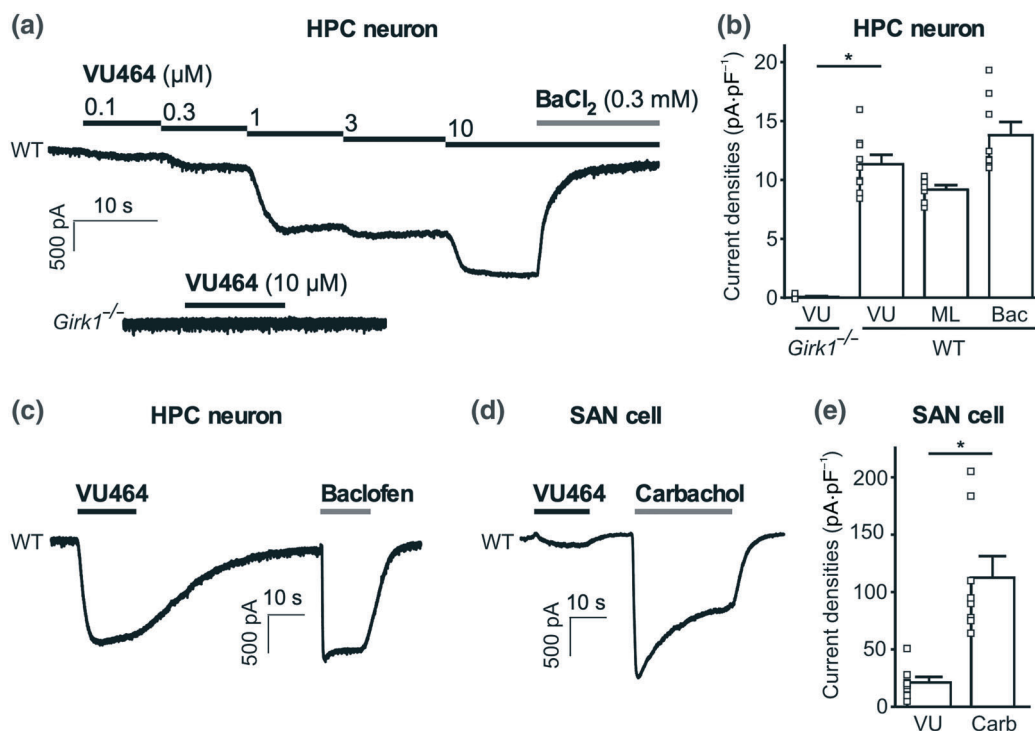 (a)
HPC neuron
VU464 (μM)
0.1 0.3 1 3 10
BaCl₂ (0.3 mM)
WT
10 s
500 pA
VU464 (10 μM)
Girk1⁻/⁻
(b)
HPC neuron
Current densities (pA·pF⁻¹)
20
15
10
5
0
*
VU VU ML Bac
Girk1⁻/⁻ WT
(c)
HPC neuron
VU464
Baclofen
WT
10 s
500 pA
(d)
SAN cell
VU464
Carbachol
WT
10 s
500 pA
(e)
SAN cell
Current densities (pA·pF⁻¹)
200
150
100
50
0
*
VU Carb